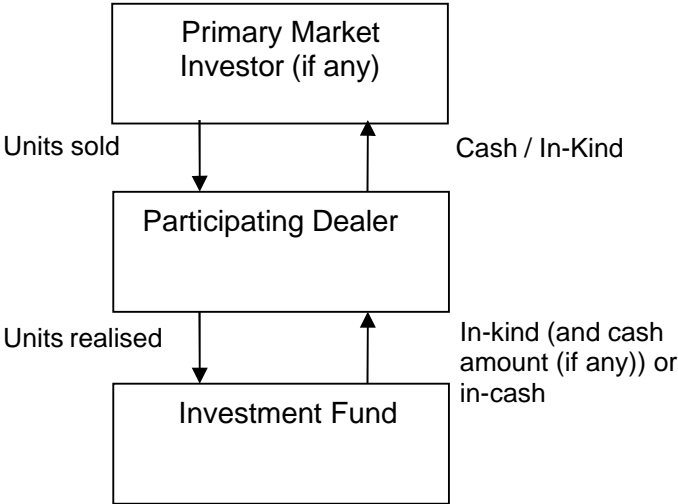 Primary Market
Investor (if any)
Units sold
Cash / In-Kind
Participating Dealer
Units realised
In-kind (and cash
amount (if any)) or
in-cash
Investment Fund